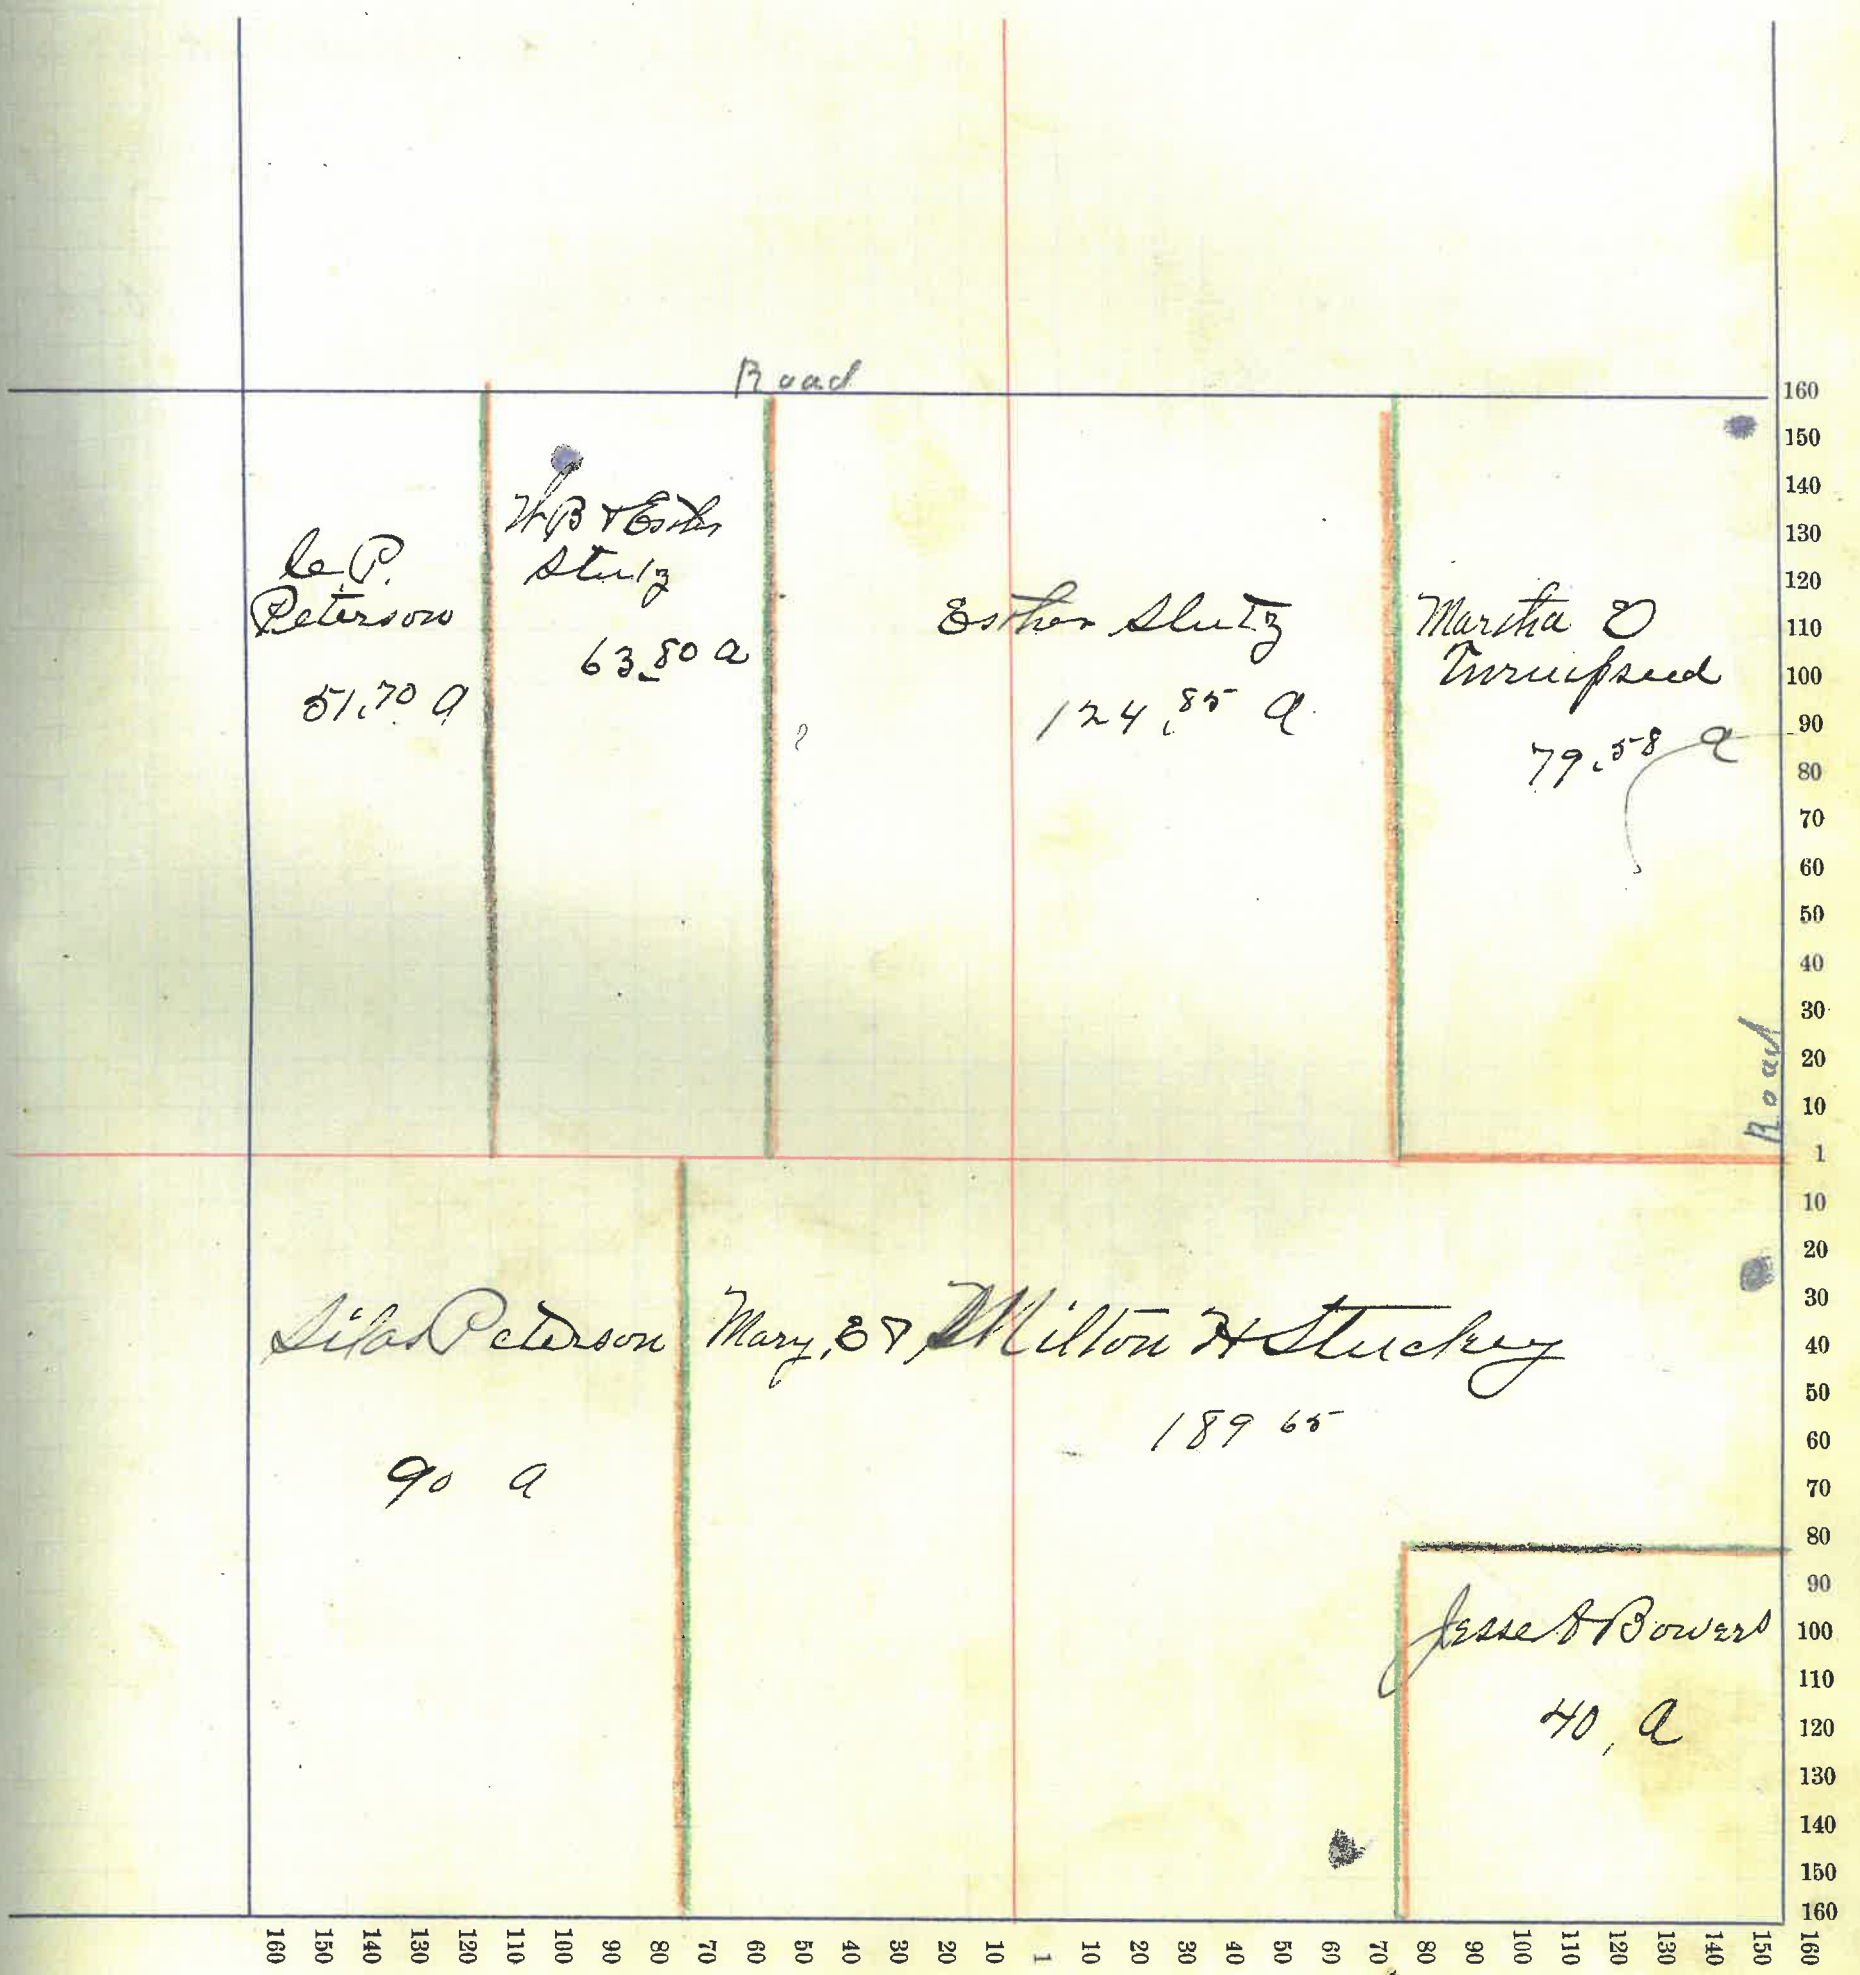 Road
C. P.
Peterson
51.70 a
W B & Esther
Stutz
63.80 a
Esther Slutz
124.85 a.
Martha E
Turnipseed
79.58 a
Road
Silas Peterson
90 a
Mary, E & Milton H Stuckey
189 65
Jesse A Bowers
40, a
160
150
140
130
120
110
100
90
80
70
60
50
40
30
20
10
1
10
20
30
40
50
60
70
80
90
100
110
120
130
140
150
160
160 150 140 130 120 110 100 90 80 70 60 50 40 30 20 10 1 10 20 30 40 50 60 70 80 90 100 110 120 130 140 150 160